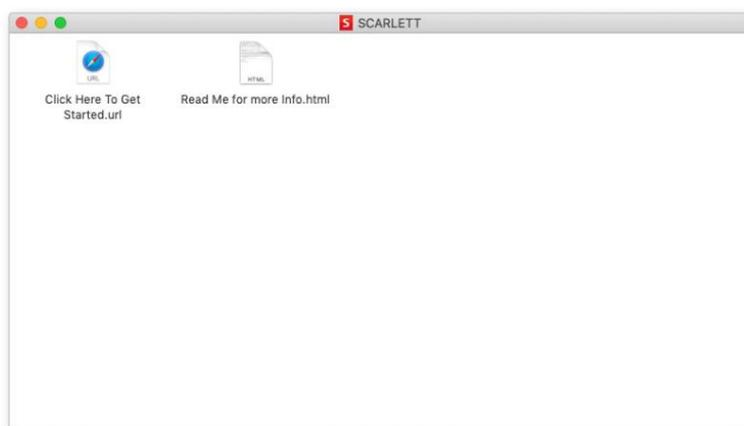 S SCARLETT
URL
HTML
Click Here To Get
Started.url
Read Me for more Info.html